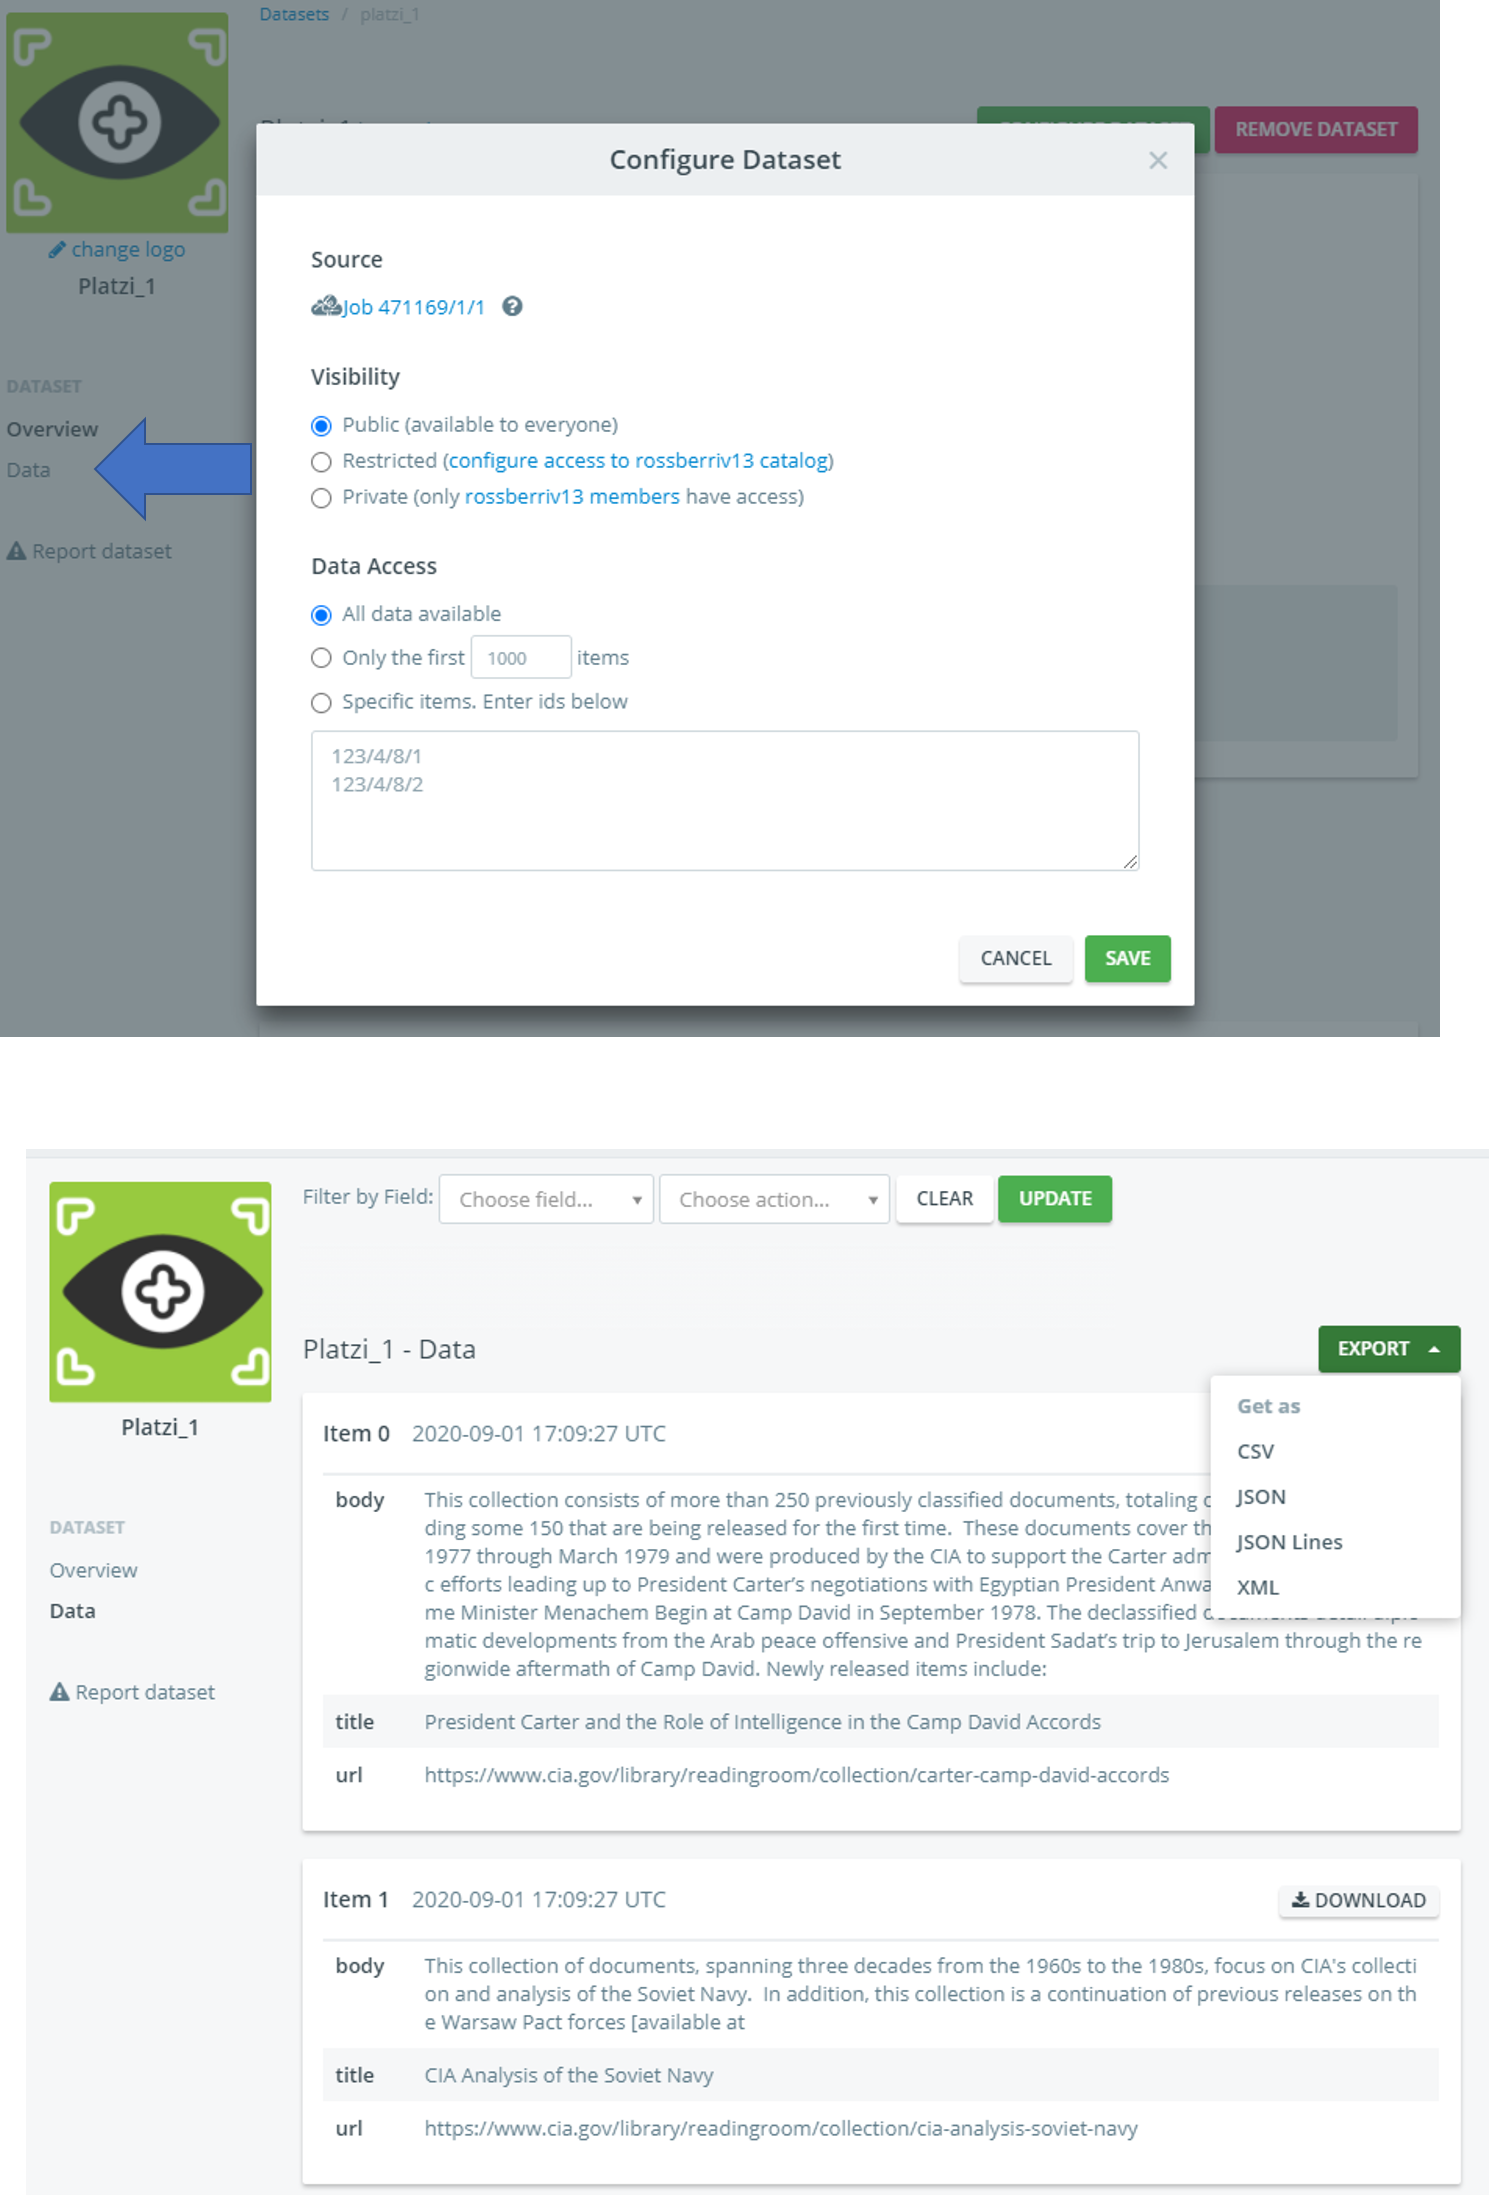 Datasets / platzi_1
REMOVE DATASET
Configure Dataset
change logo
Platzi_1
Source
Job 471169/1/1
Visibility
DATASET
Public (available to everyone)
Overview
Restricted (configure access to rossberriv13 catalog)
Data
Private (only rossberriv13 members have access)
Report dataset
Data Access
All data available
Only the first 1000 items
Specific items. Enter ids below
123/4/8/1
123/4/8/2
CANCEL SAVE
Filter by Field: Choose field... Choose action... CLEAR UPDATE
Platzi_1 - Data
EXPORT
Get as
CSV
JSON
JSON Lines
XML
Platzi_1
DATASET
Overview
Data
Report dataset
Item 0 2020-09-01 17:09:27 UTC
body This collection consists of more than 250 previously classified documents, totaling
ding some 150 that are being released for the first time. These documents cover
1977 through March 1979 and were produced by the CIA to support the Carter
c efforts leading up to President Carter’s negotiations with Egyptian President
me Minister Menachem Begin at Camp David in September 1978. The declassified
matic developments from the Arab peace offensive and President Sadat’s trip to Jerusalem through the re
gionwide aftermath of Camp David. Newly released items include:
title President Carter and the Role of Intelligence in the Camp David Accords
url https://www.cia.gov/library/readingroom/collection/carter-camp-david-accords
Item 1 2020-09-01 17:09:27 UTC DOWNLOAD
body This collection of documents, spanning three decades from the 1960s to the 1980s, focus on CIA's collecti
on and analysis of the Soviet Navy. In addition, this collection is a continuation of previous releases on th
e Warsaw Pact forces [available at
title CIA Analysis of the Soviet Navy
url https://www.cia.gov/library/readingroom/collection/cia-analysis-soviet-navy